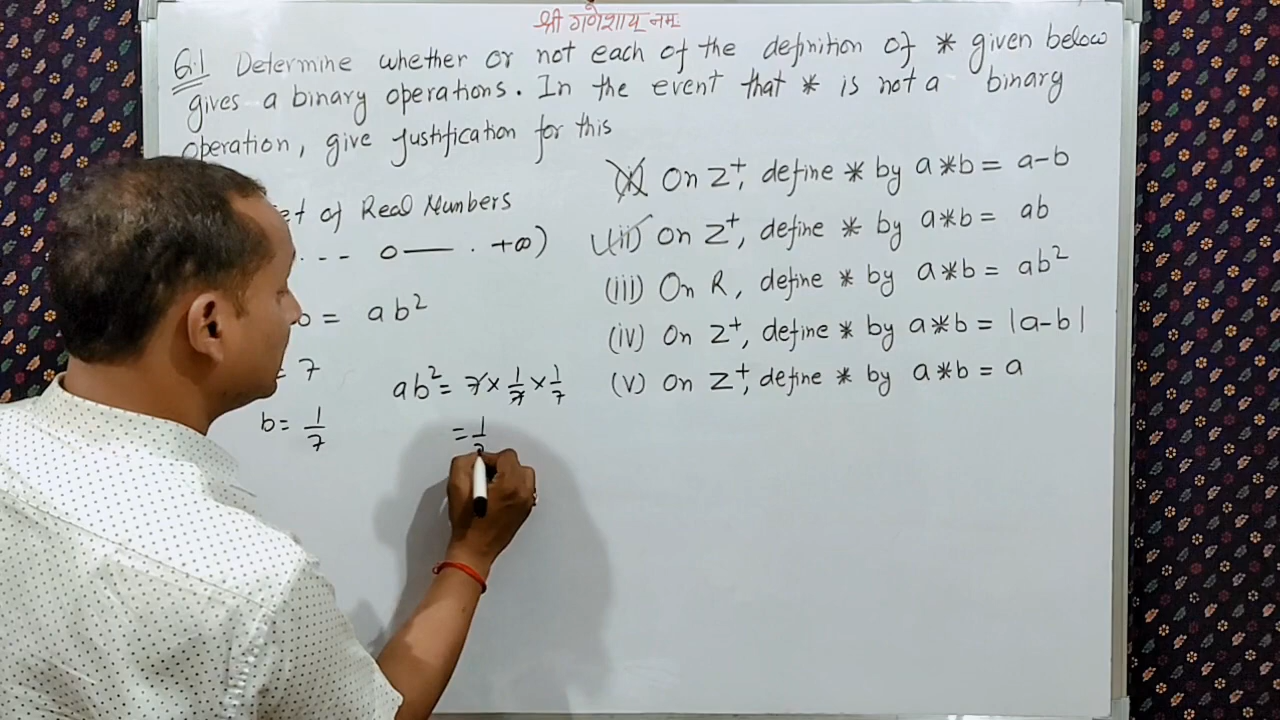 श्री गणेशाय नमः
Q.1 Determine whether or not each of the definition of * given below
gives a binary operations. In the event that * is not a binary
operation, give justification for this
et of Real Numbers
... - - - 0 —— . +∞)
= ab²
= 7
b = 1/7
ab² = 7 × 1/7 × 1/7
= 1/7
(i) On Z⁺, define * by a*b = a-b
(ii) On Z⁺, define * by a*b = ab
(iii) On R, define * by a*b = ab²
(iv) On Z⁺, define * by a*b = |a-b|
(v) On Z⁺, define * by a*b = a